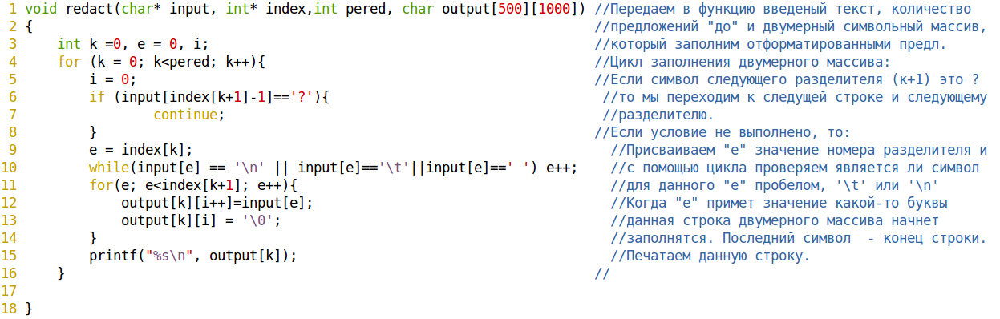 1 void redact(char* input, int* index,int pered, char output[500][1000]) //Передаем в функцию введеный текст, количество
2 { //предложений "до" и двумерный символьный массив,
3 int k =0, e = 0, i; //который заполним отформатированными предл.
4 for (k = 0; k<pered; k++){ //Цикл заполнения двумерного массива:
5 i = 0; //Если символ следующего разделителя (к+1) это ?
6 if (input[index[k+1]-1]=='?'){ //то мы переходим к следущей строке и следующему
7 continue; //разделителю.
8 } //Если условие не выполнено, то:
9 e = index[k]; //Присваиваем "е" значение номера разделителя и
10 while(input[e] == '\n' || input[e]=='\t'||input[e]==' ') e++; //с помощью цикла проверяем является ли символ
11 for(e; e<index[k+1]; e++){ //для данного "е" пробелом, '\t' или '\n'
12 output[k][i++]=input[e]; //Когда "е" примет значение какой-то буквы
13 output[k][i] = '\0'; //данная строка двумерного массива начнет
14 } //заполнятся. Последний символ - конец строки.
15 printf("%s\n", output[k]); //Печатаем данную строку.
16 } //
17
18 }